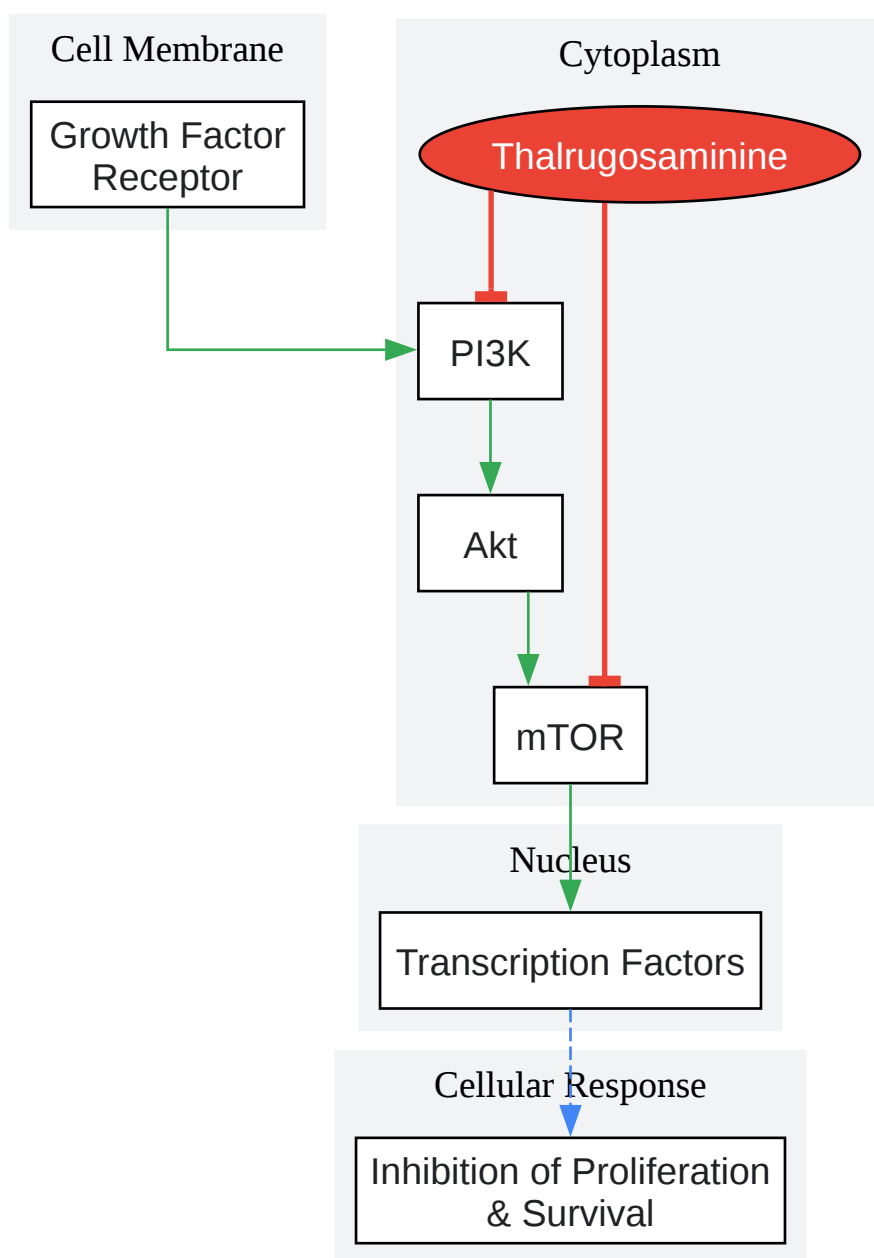 Cell Membrane
Growth Factor
Receptor
Cytoplasm
Thalrugosaminine
PI3K
Akt
mTOR
Nucleus
Transcription Factors
Cellular Response
Inhibition of Proliferation
& Survival